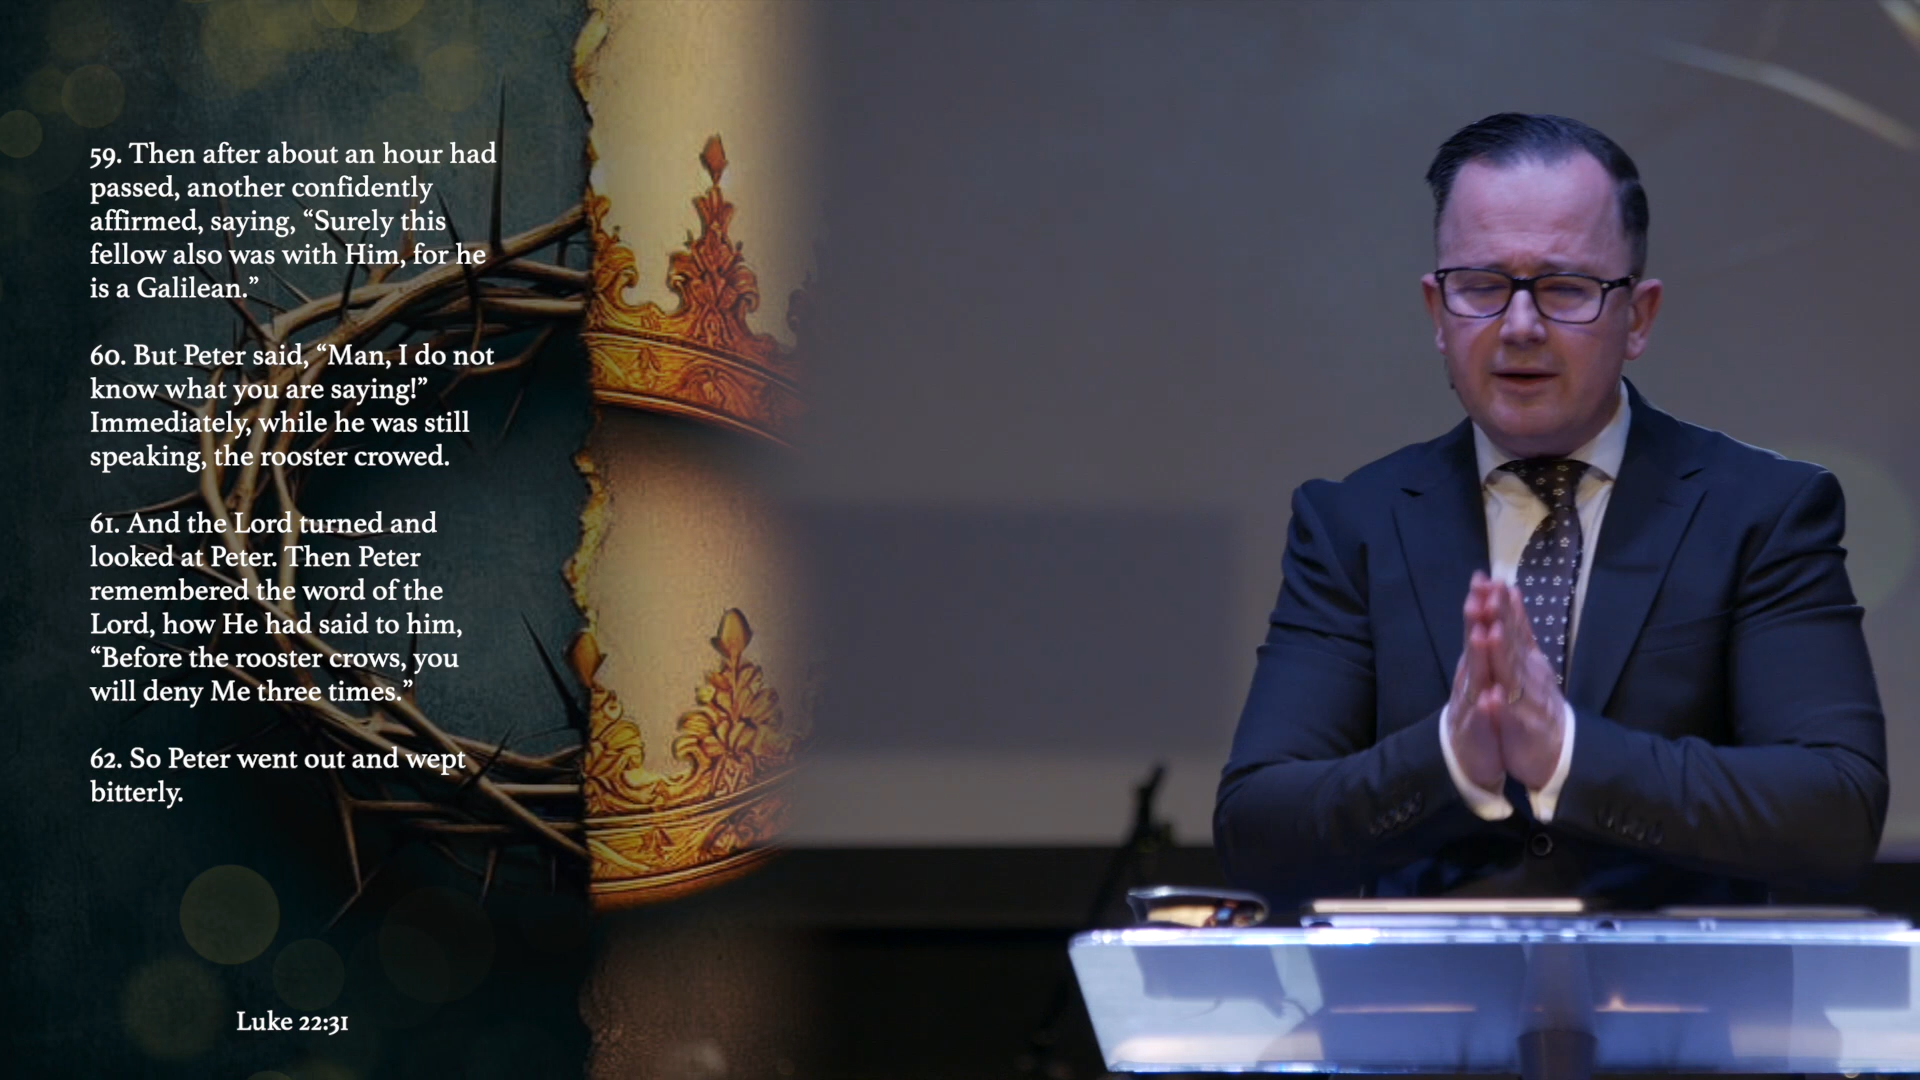 59. Then after about an hour had
passed, another confidently
affirmed, saying, “Surely this
fellow also was with Him, for he
is a Galilean.”
60. But Peter said, “Man, I do not
know what you are saying!”
Immediately, while he was still
speaking, the rooster crowed.
61. And the Lord turned and
looked at Peter. Then Peter
remembered the word of the
Lord, how He had said to him,
“Before the rooster crows, you
will deny Me three times.”
62. So Peter went out and wept
bitterly.
Luke 22:31